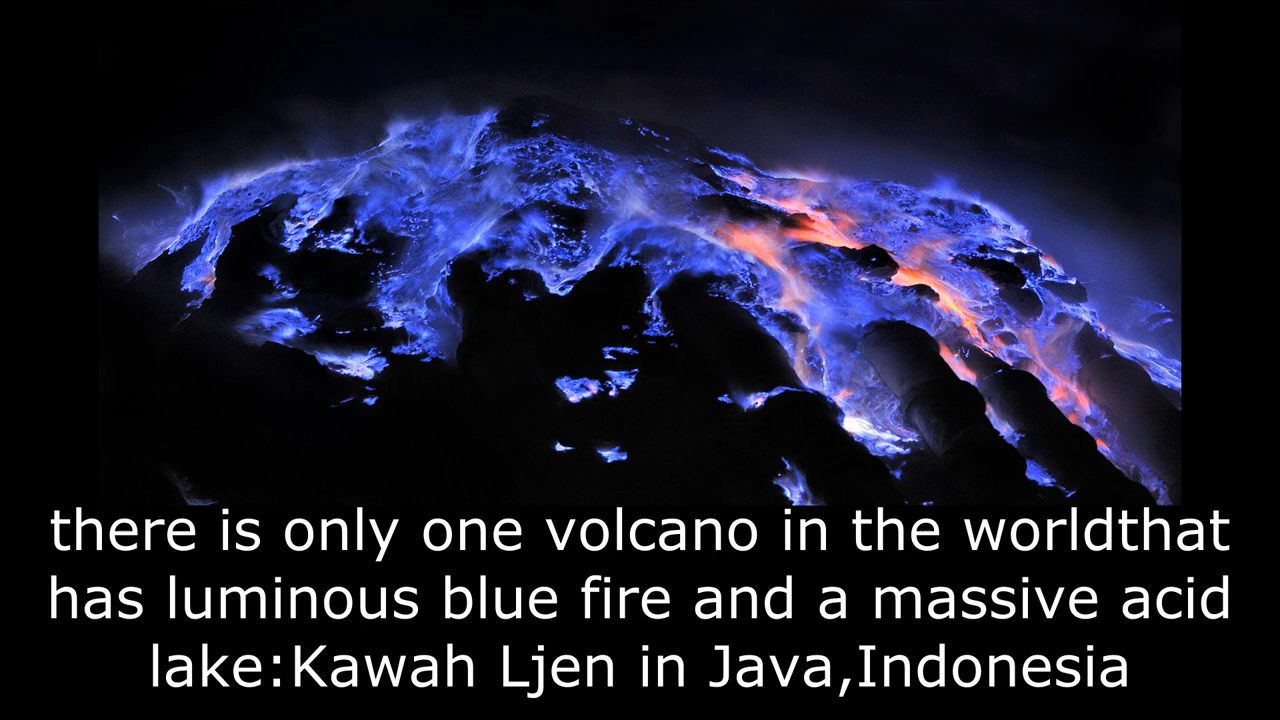 there is only one volcano in the worldthat
has luminous blue fire and a massive acid
lake:Kawah Ljen in Java,Indonesia